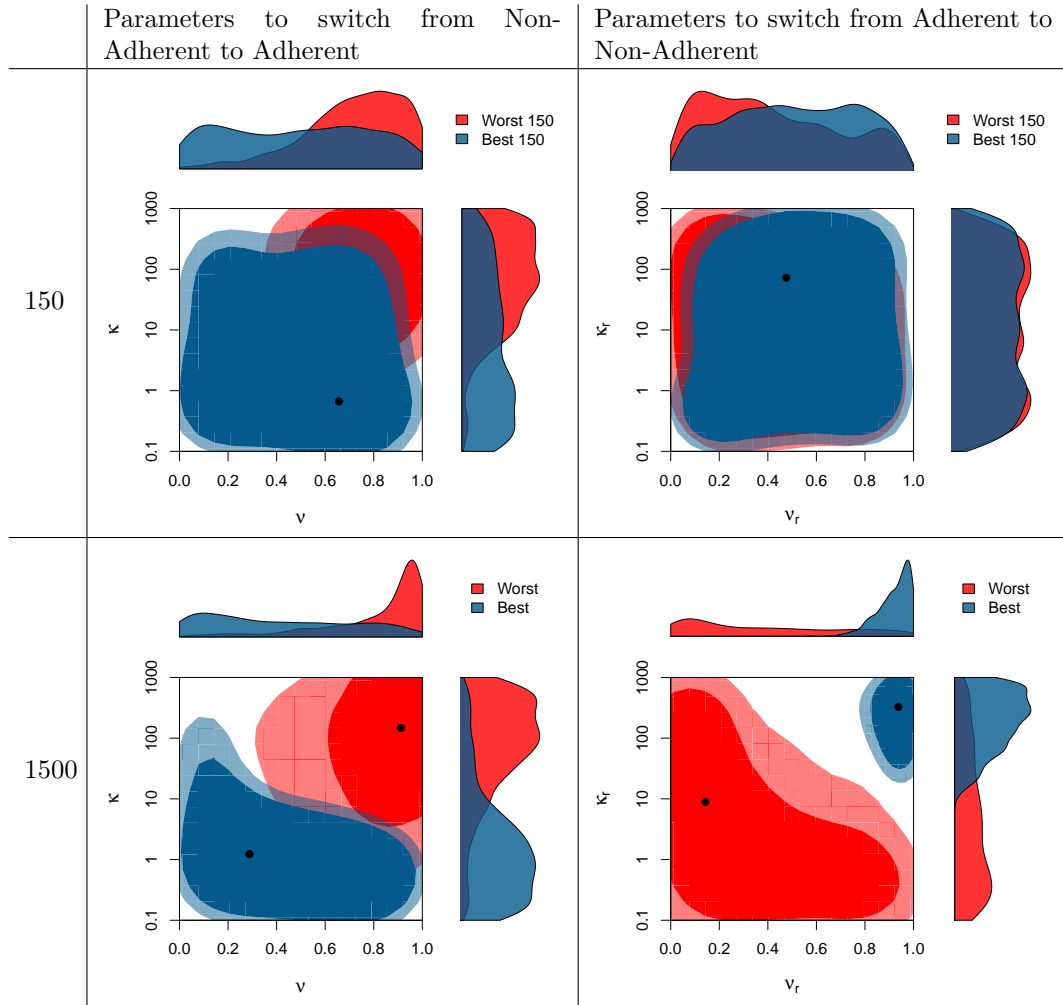 Parameters to switch from Non-
Adherent to Adherent
Parameters to switch from Adherent to
Non-Adherent
150
Worst 150
Best 150
1000
100
10
1
0.1
κ
0.0 0.2 0.4 0.6 0.8 1.0
ν
Worst 150
Best 150
1000
100
10
1
0.1
κr
0.0 0.2 0.4 0.6 0.8 1.0
νr
1500
Worst
Best
1000
100
10
1
0.1
κ
0.0 0.2 0.4 0.6 0.8 1.0
ν
Worst
Best
1000
100
10
1
0.1
κr
0.0 0.2 0.4 0.6 0.8 1.0
νr